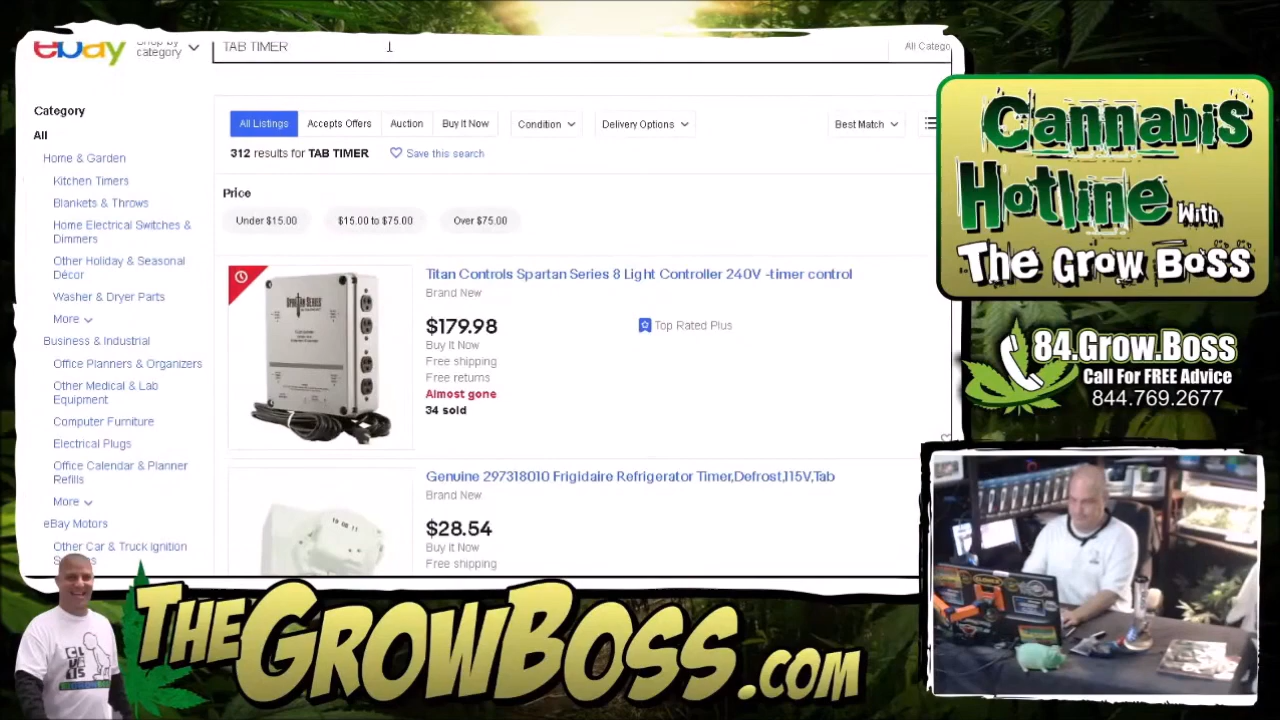 ebay
Shop by
category
TAB TIMER
All Catego
Category
All
Home & Garden
Kitchen Timers
Blankets & Throws
Home Electrical Switches &
Dimmers
Other Holiday & Seasonal
Décor
Washer & Dryer Parts
More
Business & Industrial
Office Planners & Organizers
Other Medical & Lab
Equipment
Computer Furniture
Electrical Plugs
Office Calendar & Planner
Refills
More
eBay Motors
Other Car & Truck Ignition
All Listings
Accepts Offers
Auction
Buy It Now
Condition
Delivery Options
Best Match
312 results for TAB TIMER
Save this search
Price
Under $15.00
$15.00 to $75.00
Over $75.00
SPARTAN SERIES
Titan Controls Spartan Series 8 Light Controller 240V -timer control
Brand New
$179.98
Buy It Now
Free shipping
Free returns
Almost gone
34 sold
Top Rated Plus
Genuine 297318010 Frigidaire Refrigerator Timer,Defrost,115V,Tab
Brand New
$28.54
Buy It Now
Free shipping
Cannabis
Hotline With
The Grow Boss
84.Grow.Boss
Call For FREE Advice
844.769.2677
THEGROWBOSS.COM